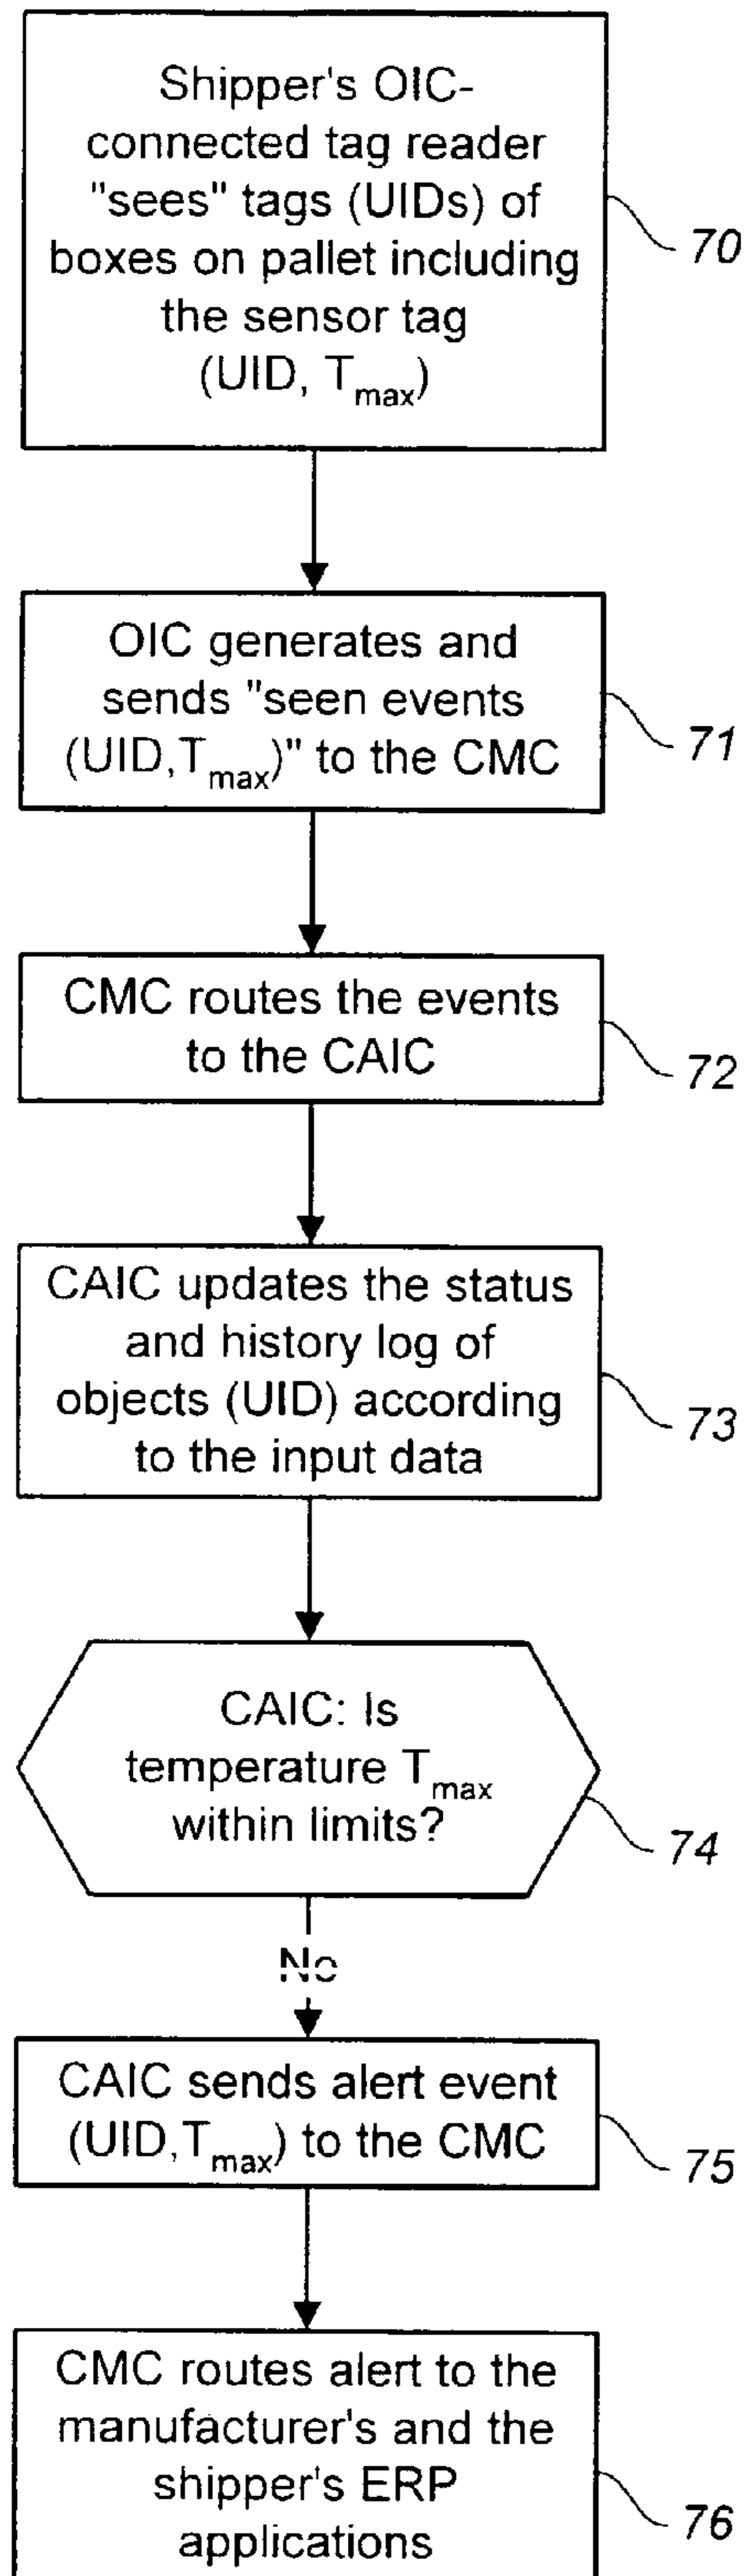 Shipper's OIC-
connected tag reader
"sees" tags (UIDs) of
boxes on pallet including
the sensor tag
(UID, Tmax)
70
OIC generates and
sends "seen events
(UID,Tmax)" to the CMC
71
CMC routes the events
to the CAIC
72
CAIC updates the status
and history log of
objects (UID) according
to the input data
73
CAIC: Is
temperature Tmax
within limits?
74
No
CAIC sends alert event
(UID,Tmax) to the CMC
75
CMC routes alert to the
manufacturer's and the
shipper's ERP
applications
76